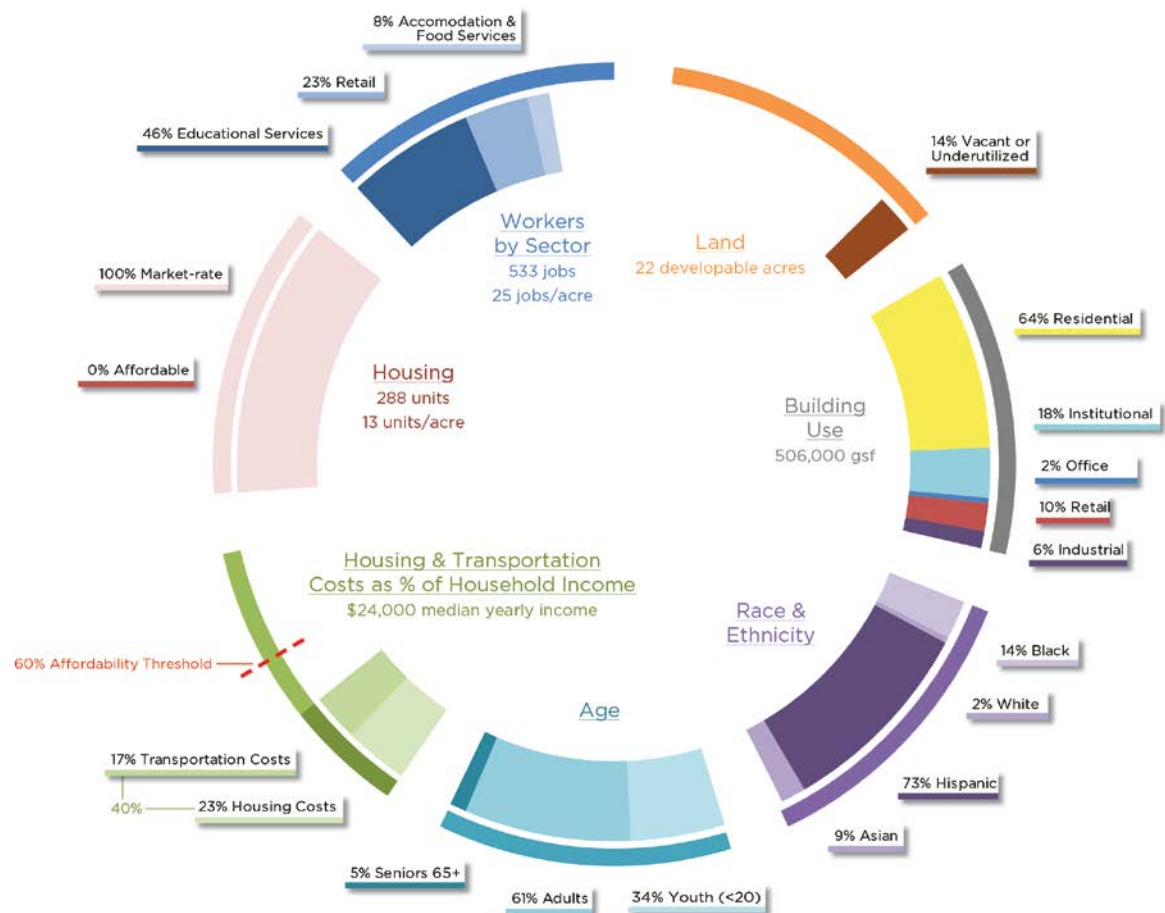 8% Accomodation &
Food Services
23% Retail
46% Educational Services
Workers
by Sector
533 jobs
25 jobs/acre
14% Vacant or
Underutilized
Land
22 developable acres
64% Residential
18% Institutional
2% Office
10% Retail
6% Industrial
Building
Use
506,000 gsf
100% Market-rate
0% Affordable
Housing
288 units
13 units/acre
Housing & Transportation
Costs as % of Household Income
$24,000 median yearly income
60% Affordability Threshold
17% Transportation Costs
40%
23% Housing Costs
Age
5% Seniors 65+
61% Adults
34% Youth (<20)
Race &
Ethnicity
14% Black
2% White
73% Hispanic
9% Asian